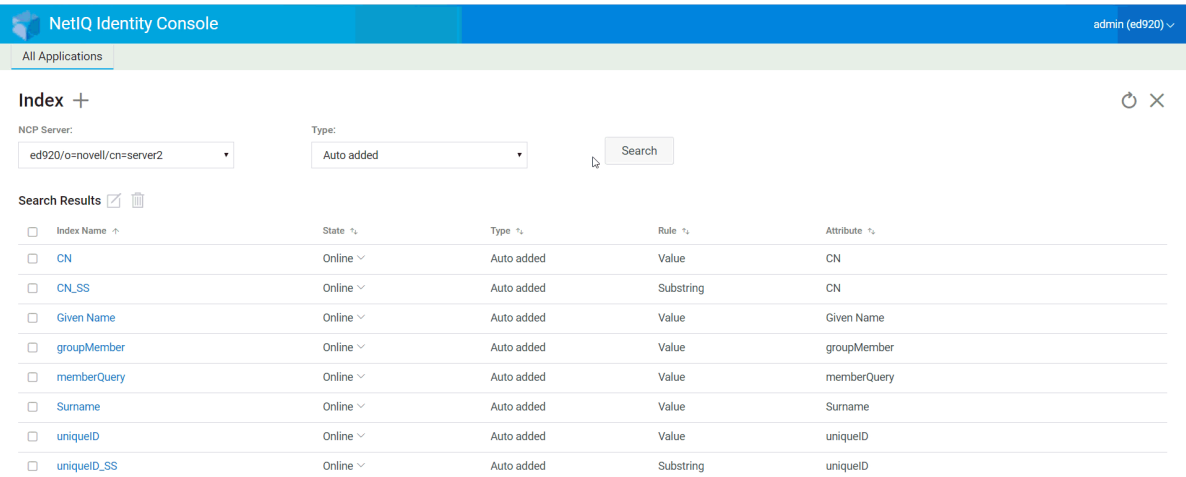 NetIQ Identity Console
admin (ed920)
All Applications
Index
NCP Server: Type:
ed920/o=novell/cn=server2 Auto added Search
Search Results
Index Name State Type Rule Attribute
CN Online Auto added Value CN
CN_SS Online Auto added Substring CN
Given Name Online Auto added Value Given Name
groupMember Online Auto added Value groupMember
memberQuery Online Auto added Value memberQuery
Surname Online Auto added Value Surname
uniqueID Online Auto added Value uniqueID
uniqueID_SS Online Auto added Substring uniqueID